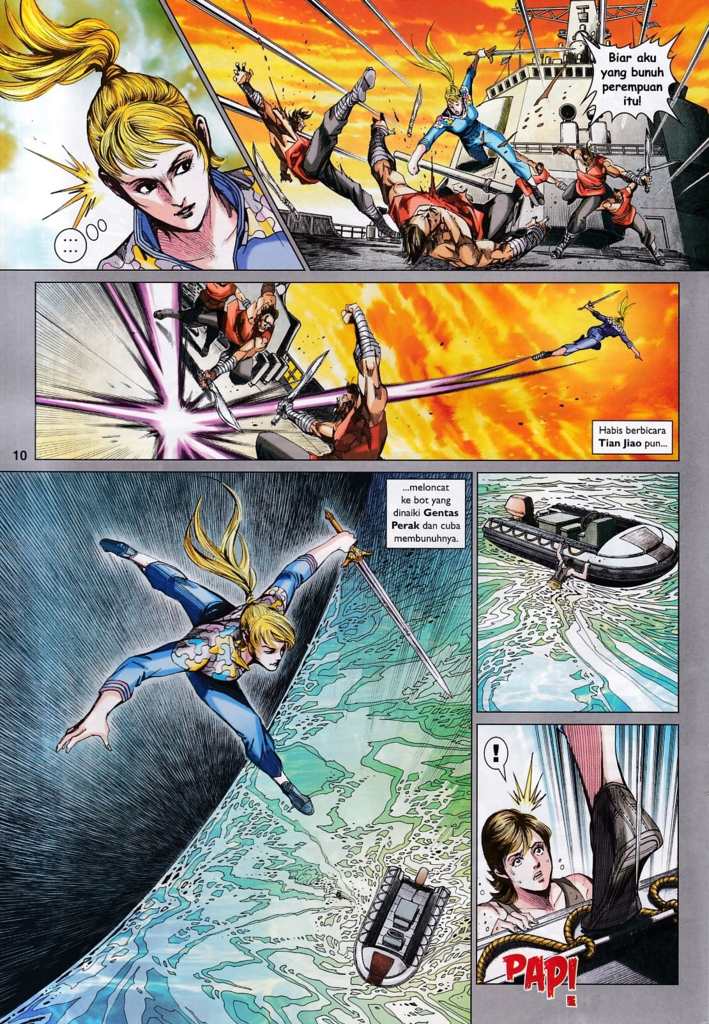 Biar aku
yang bunuh
perempuan
itu!
Habis berbicara
Tian Jiao pun...
10
...meloncat
ke bot yang
dinaiki Gentas
Perak dan cuba
membunuhnya.
!
PAP!